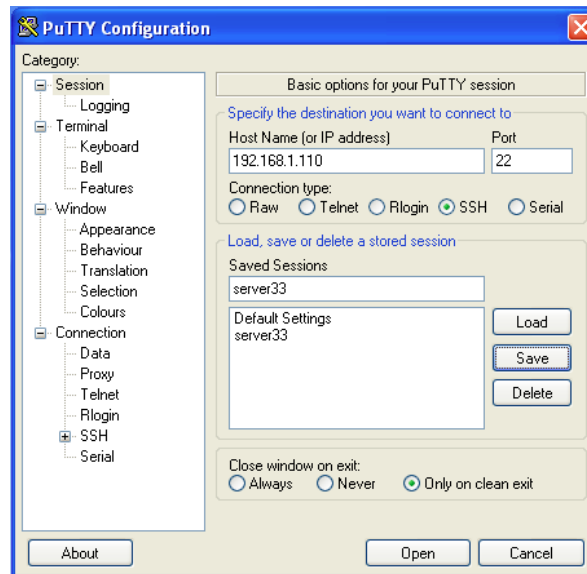 PuTTY Configuration
Category:
Session
Logging
Terminal
Keyboard
Bell
Features
Window
Appearance
Behaviour
Translation
Selection
Colours
Connection
Data
Proxy
Telnet
Rlogin
SSH
Serial
Basic options for your PuTTY session
Specify the destination you want to connect to
Host Name (or IP address) Port
192.168.1.110 22
Connection type:
Raw Telnet Rlogin SSH Serial
Load, save or delete a stored session
Saved Sessions
server33
Default Settings
server33
Load
Save
Delete
Close window on exit:
Always Never Only on clean exit
About Open Cancel